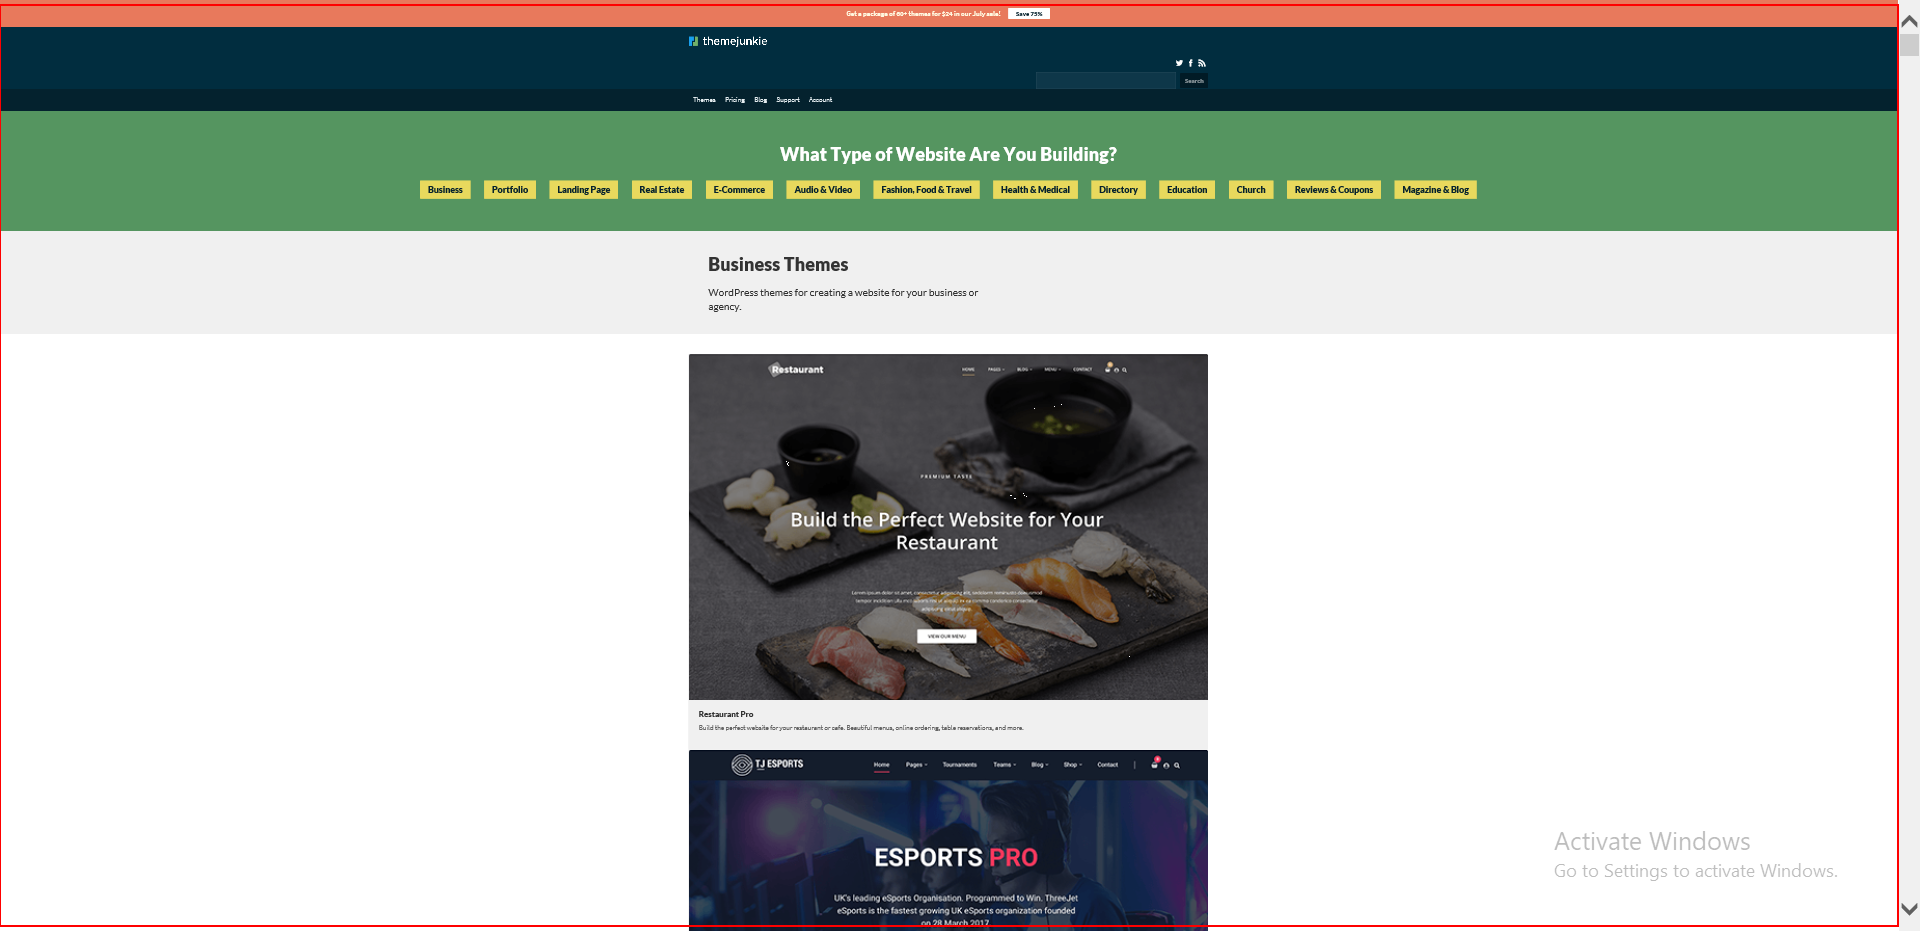 Get a package of 60+ themes for $24 in our July sale! Save 75%
themejunkie
Search
Themes Pricing Blog Support Account
What Type of Website Are You Building?
Business Portfolio Landing Page Real Estate E-Commerce Audio & Video Fashion, Food & Travel Health & Medical Directory Education Church Reviews & Coupons Magazine & Blog
Business Themes
WordPress themes for creating a website for your business or
agency.
Restaurant HOME PAGES BLOG MENU CONTACT
PREMIUM TASTE
Build the Perfect Website for Your
Restaurant
VIEW OUR MENU
Restaurant Pro
Build the perfect website for your restaurant or cafe. Beautiful menus, online ordering, table reservations, and more.
TJ ESPORTS Home Pages Tournaments Teams Blog Shop Contact
ESPORTS PRO
UK's leading eSports Organisation. Programmed to Win. ThreeJet
eSports is the fastest growing UK eSports organization founded
on 28 March 2017
Activate Windows
Go to Settings to activate Windows.